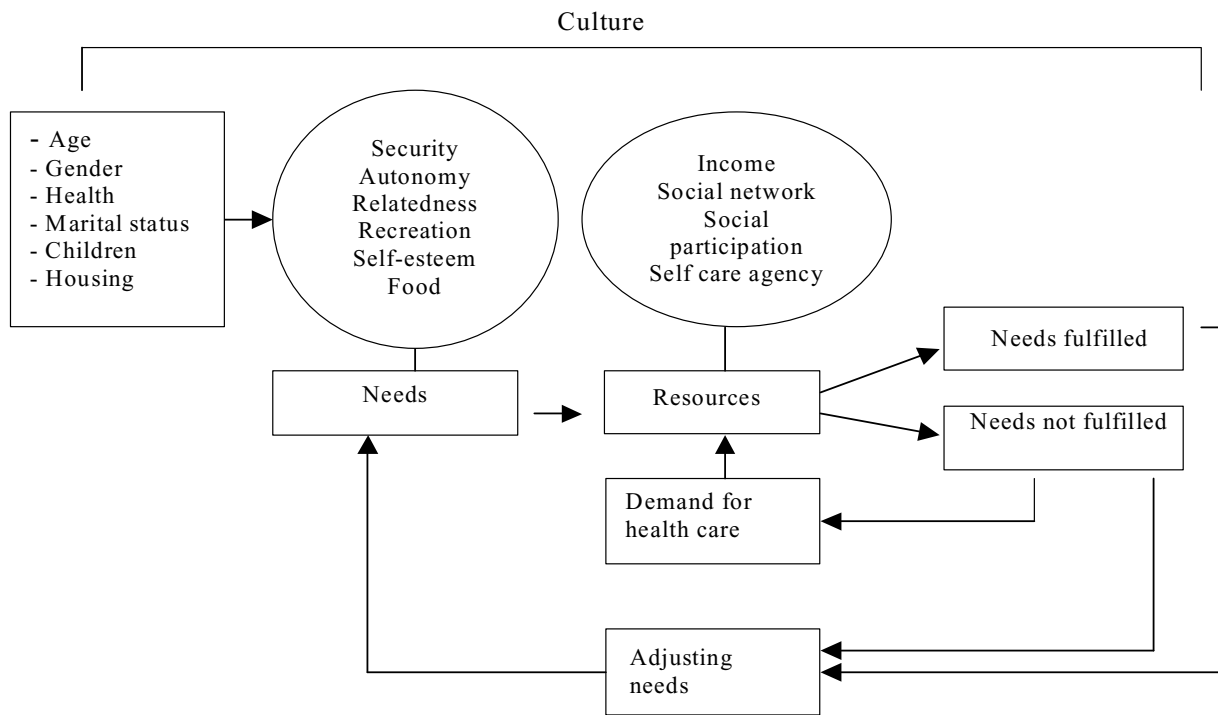 Culture
- Age
- Gender
- Health
- Marital status
- Children
- Housing
Security
Autonomy
Relatedness
Recreation
Self-esteem
Food
Income
Social network
Social
participation
Self care agency
Needs
Resources
Needs fulfilled
Needs not fulfilled
Demand for
health care
Adjusting
needs